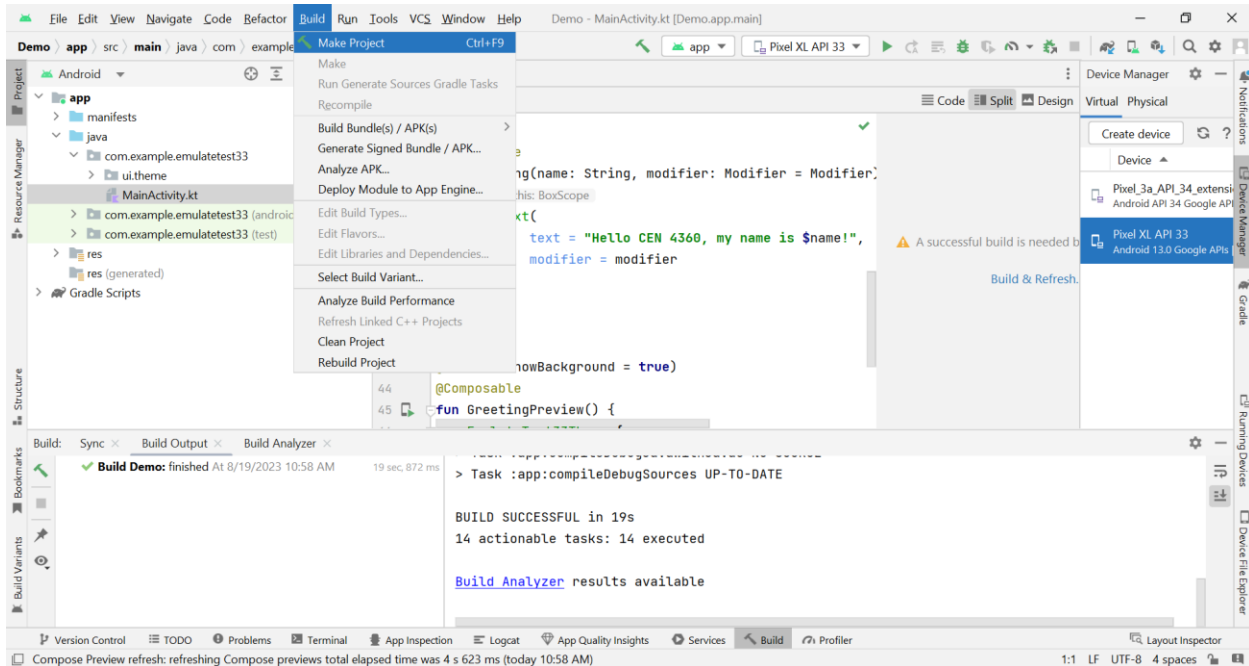 File Edit View Navigate Code Refactor Build Run Tools VCS Window Help Demo - MainActivity.kt [Demo.app.main]
Demo app src main java com example
app Pixel XL API 33
Make Project Ctrl+F9
Make
Run Generate Sources Gradle Tasks
Recompile
Build Bundle(s) / APK(s)
Generate Signed Bundle / APK...
Analyze APK...
Deploy Module to App Engine...
Edit Build Types...
Edit Flavors...
Edit Libraries and Dependencies...
Select Build Variant...
Analyze Build Performance
Refresh Linked C++ Projects
Clean Project
Rebuild Project
Project
Resource Manager
Structure
Bookmarks
Build Variants
Android
app
manifests
java
com.example.emulatetest33
ui.theme
MainActivity.kt
com.example.emulatetest33 (androic
com.example.emulatetest33 (test)
res
res (generated)
Gradle Scripts
Code Split Design
e
ng(name: String, modifier: Modifier = Modifier)
this: BoxScope
xt(
text = "Hello CEN 4360, my name is $name!",
modifier = modifier
howBackground = true)
44 @Composable
45 fun GreetingPreview() {
A successful build is needed b
Build & Refresh.
Device Manager
Virtual Physical
Create device ?
Device
Pixel_3a_API_34_extensi
Android API 34 Google API
Pixel XL API 33
Android 13.0 Google APIs
Notifications
Device Manager
Gradle
Running Devices
Device File Explorer
Build: Sync Build Output Build Analyzer
Build Demo: finished At 8/19/2023 10:58 AM 19 sec, 872 ms
> Task :app:compileDebugSources UP-TO-DATE
BUILD SUCCESSFUL in 19s
14 actionable tasks: 14 executed
Build Analyzer results available
Version Control TODO Problems Terminal App Inspection Logcat App Quality Insights Services Build Profiler Layout Inspector
Compose Preview refresh: refreshing Compose previews total elapsed time was 4 s 623 ms (today 10:58 AM) 1:1 LF UTF-8 4 spaces